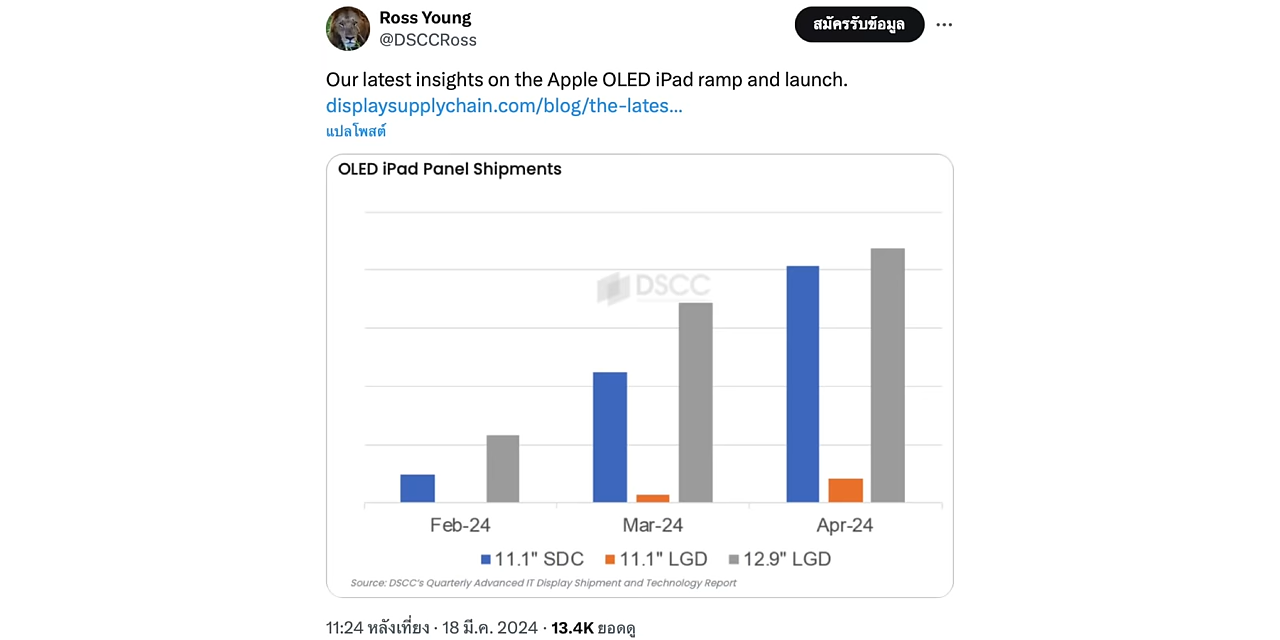 Ross Young
@DSCCRoss
สมัครรับข้อมูล
Our latest insights on the Apple OLED iPad ramp and launch.
displaysupplychain.com/blog/the-lates...
แปลโพสต์
OLED iPad Panel Shipments
DSCC
Feb-24 Mar-24 Apr-24
11.1" SDC 11.1" LGD 12.9" LGD
Source: DSCC's Quarterly Advanced IT Display Shipment and Technology Report
11:24 หลังเที่ยง · 18 มี.ค. 2024 · 13.4K ยอดดู